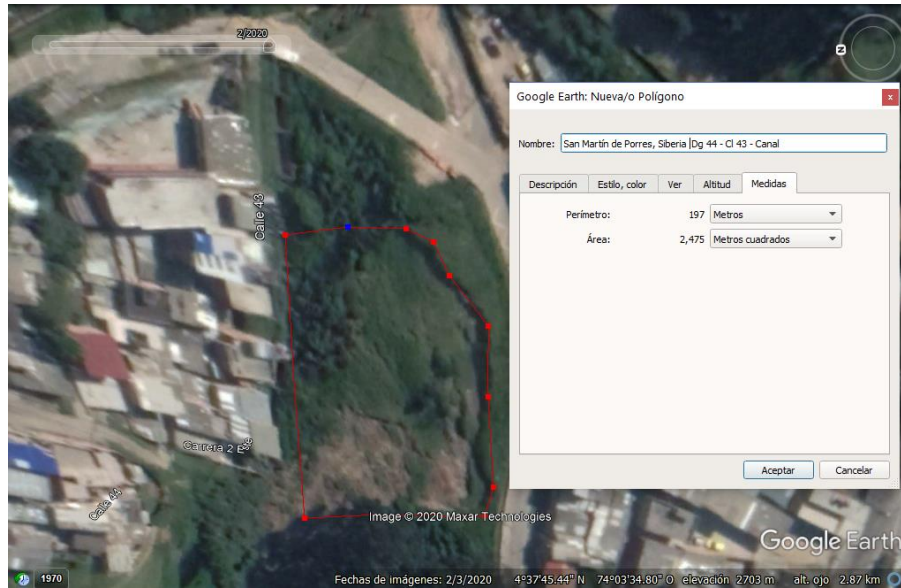 2/2020
N
Google Earth: Nueva/o Polígono
x
Nombre: San Martín de Porres, Siberia |Dg 44 - Cl 43 - Canal
Descripción Estilo, color Ver Altitud Medidas
Perímetro: 197 Metros
Área: 2,475 Metros cuadrados
Aceptar Cancelar
Calle 43
Carrera 2 Este
Calle 44
Image © 2020 Maxar Technologies
Google Earth
1970
Fechas de imágenes: 2/3/2020 4°37'45.44" N 74°03'34.80" O elevación 2703 m alt. ojo 2.87 km